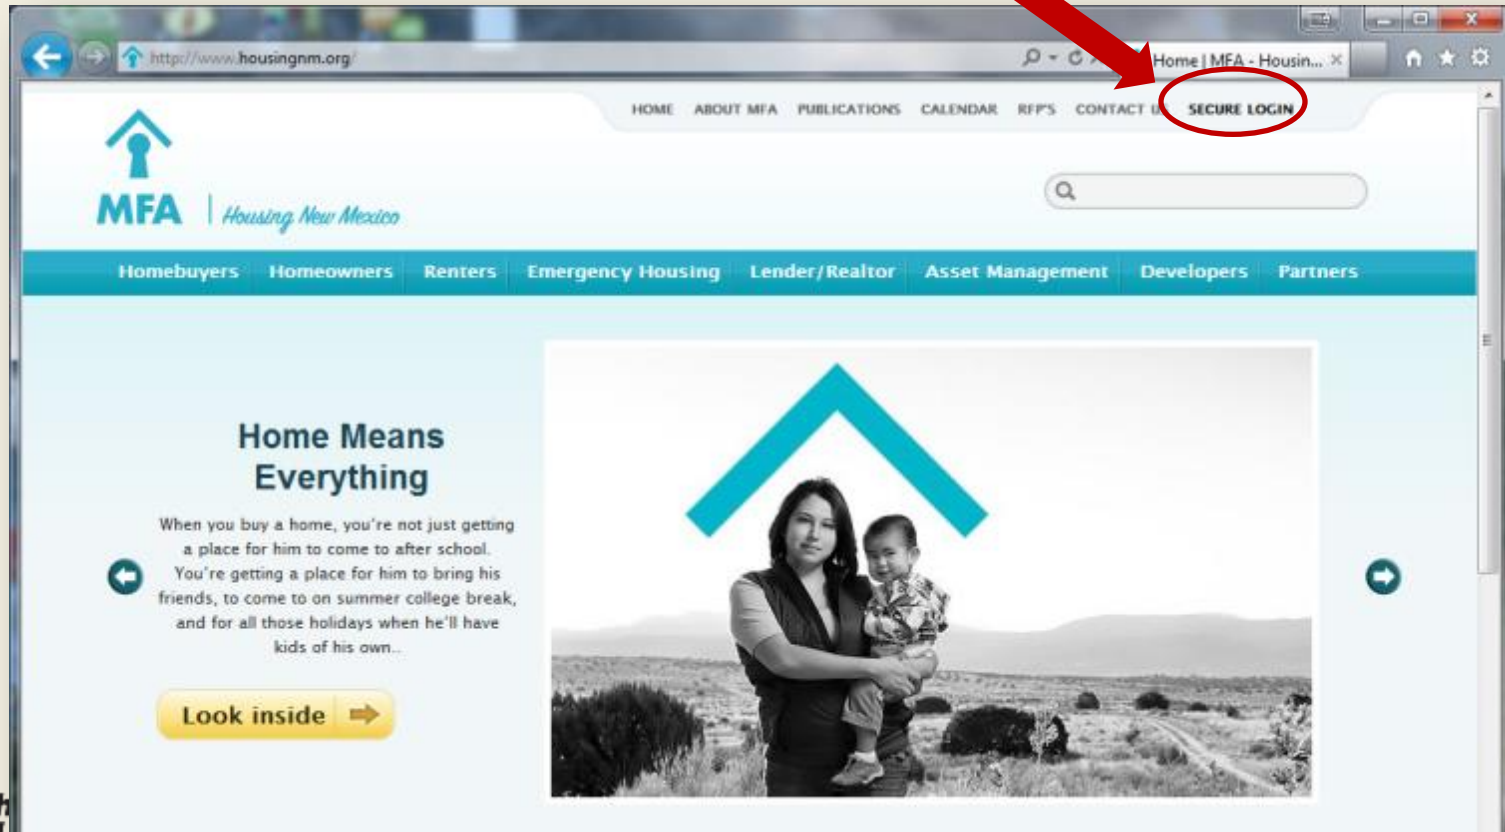 http://www.housingnm.org/
Home | MFA - Housin...
HOME ABOUT MFA PUBLICATIONS CALENDAR RFP'S CONTACT US SECURE LOGIN
MFA | Housing New Mexico
Homebuyers Homeowners Renters Emergency Housing Lender/Realtor Asset Management Developers Partners
Home Means
Everything
When you buy a home, you're not just getting
a place for him to come to after school.
You're getting a place for him to bring his
friends, to come to on summer college break,
and for all those holidays when he'll have
kids of his own..
Look inside